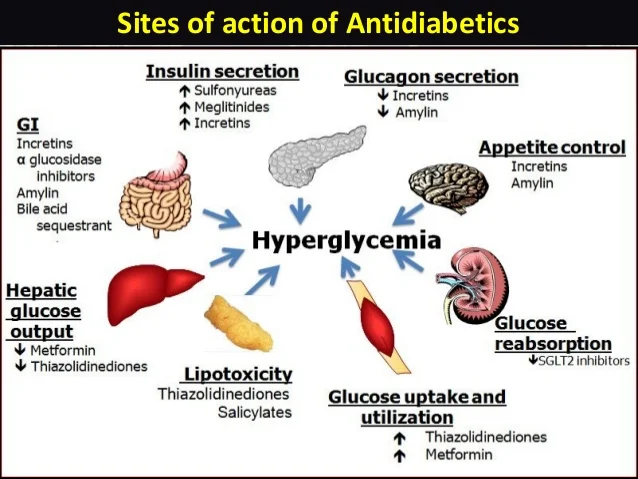 Sites of action of Antidiabetics
Insulin secretion
🡩 Sulfonyureas
🡩 Meglitinides
🡩 Incretins
Glucagon secretion
🡫 Incretins
🡫 Amylin
GI
Incretins
α glucosidase
inhibitors
Amylin
Bile acid
sequestrant
Appetite control
Incretins
Amylin
Hyperglycemia
Hepatic
glucose
output
🡫 Metformin
🡫 Thiazolidinediones
Lipotoxicity
Thiazolidinediones
Salicylates
Glucose uptake and
utilization
🡩 Thiazolidinediones
🡩 Metformin
Glucose
reabsorption
🡫SGLT2 inhibitors